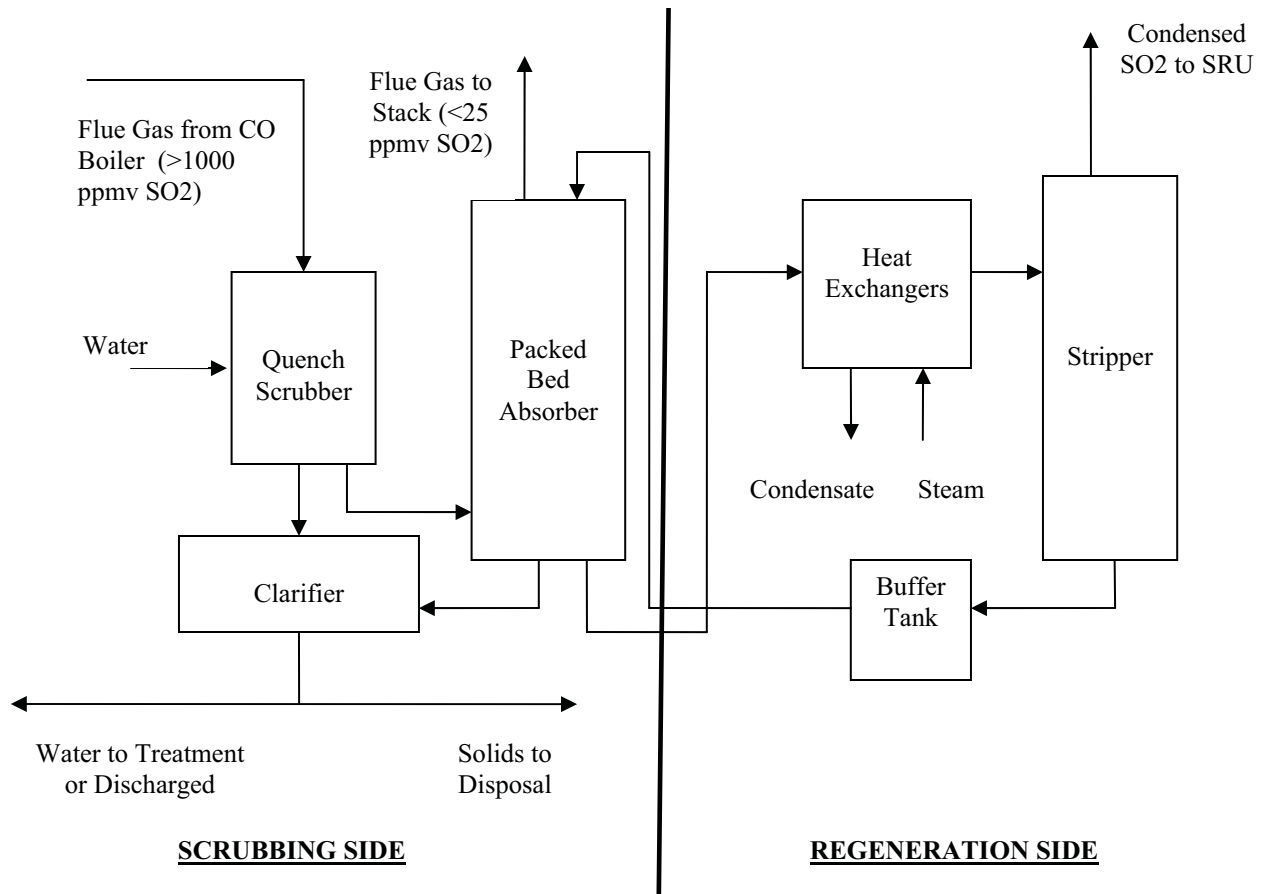 Flue Gas from CO
Boiler  (>1000
ppmv SO2)
Flue Gas to
Stack (<25
ppmv SO2)
Condensed
SO2 to SRU
Water
Quench
Scrubber
Packed
Bed
Absorber
Heat
Exchangers
Stripper
Condensate
Steam
Clarifier
Buffer
Tank
Water to Treatment
or Discharged
Solids to
Disposal
SCRUBBING SIDE
REGENERATION SIDE